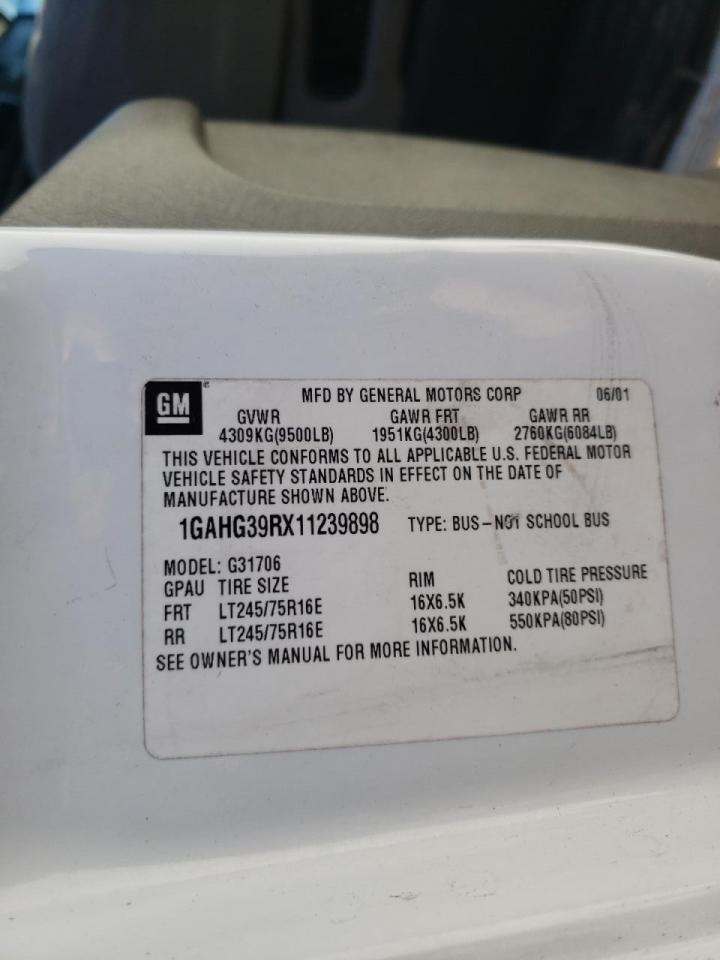 GM
MFD BY GENERAL MOTORS CORP 06/01
GVWR GAWR FRT GAWR RR
4309KG(9500LB) 1951KG(4300LB) 2760KG(6084LB)
THIS VEHICLE CONFORMS TO ALL APPLICABLE U.S. FEDERAL MOTOR
VEHICLE SAFETY STANDARDS IN EFFECT ON THE DATE OF
MANUFACTURE SHOWN ABOVE.
1GAHG39RX11239898 TYPE: BUS-NOT SCHOOL BUS
MODEL: G31706
GPAU TIRE SIZE RIM COLD TIRE PRESSURE
FRT LT245/75R16E 16X6.5K 340KPA(50PSI)
RR LT245/75R16E 16X6.5K 550KPA(80PSI)
SEE OWNER'S MANUAL FOR MORE INFORMATION.